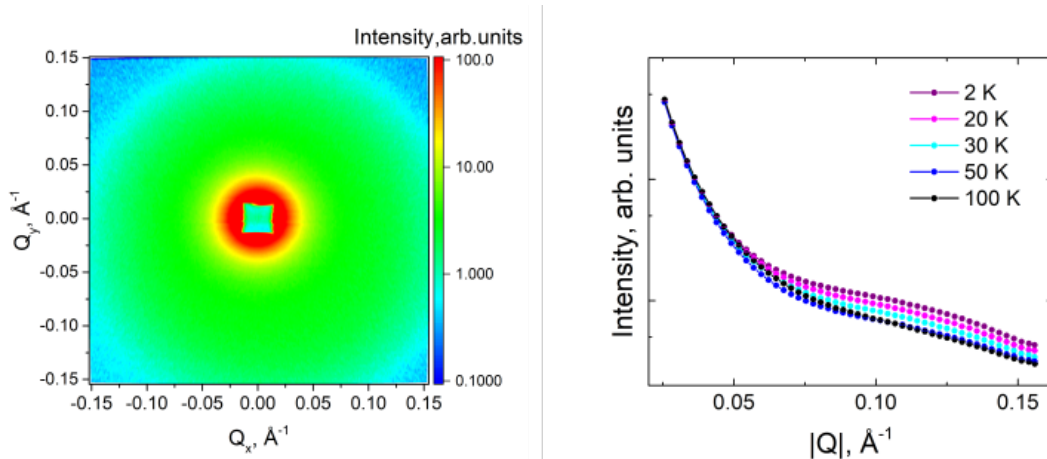 Intensity,arb.units
0.15
0.10
0.05
0.00
-0.05
-0.10
-0.15
Qy, Å-1
-0.15 -0.10 -0.05 0.00 0.05 0.10 0.15
Qx, Å-1
100.0
10.00
1.000
0.1000
Intensity, arb. units
2 K
20 K
30 K
50 K
100 K
0.05 0.10 0.15
|Q|, Å-1